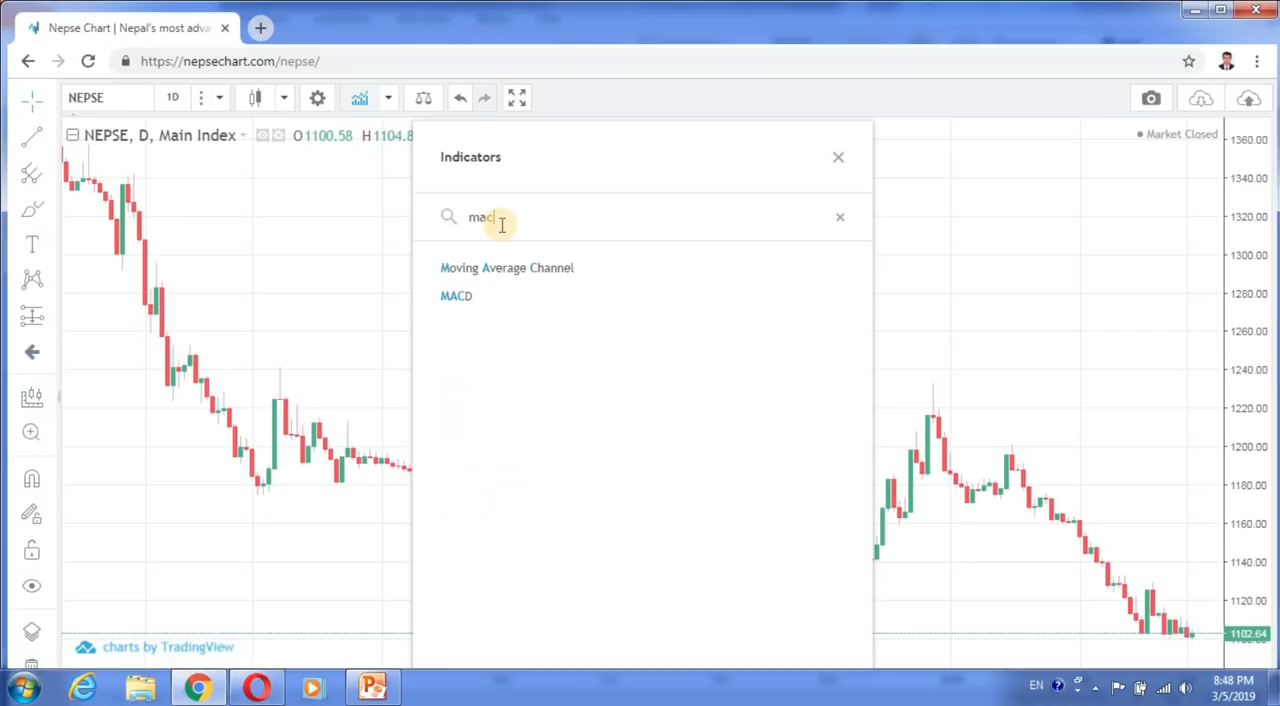 Nepse Chart | Nepal's most adva
https://nepsechart.com/nepse/
NEPSE
1D
NEPSE, D, Main Index
O1100.58 H1104.8
Market Closed
Indicators
mac
Moving Average Channel
MACD
1360.00
1340.00
1320.00
1300.00
1280.00
1260.00
1240.00
1220.00
1200.00
1180.00
1160.00
1140.00
1120.00
1102.64
charts by TradingView
EN
8:48 PM
3/5/2019